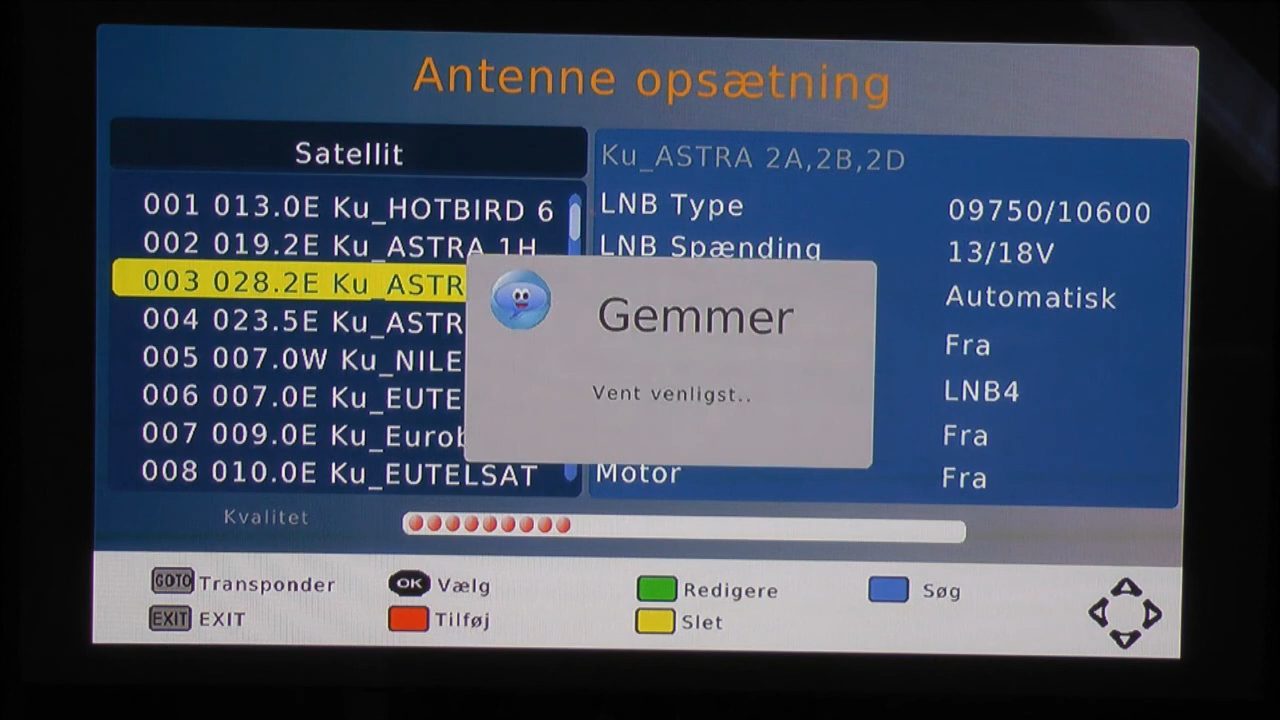 Antenne opsætning
Satellit
001 013.0E Ku_HOTBIRD 6
002 019.2E Ku_ASTRA 1H
003 028.2E Ku_ASTR
004 023.5E Ku_ASTR
005 007.0W Ku_NILE
006 007.0E Ku_EUTE
007 009.0E Ku_Eurob
008 010.0E Ku_EUTELSAT
Ku_ASTRA 2A,2B,2D
LNB Type 09750/10600
LNB Spænding 13/18V
Automatisk
Fra
LNB4
Fra
Motor Fra
Gemmer
Vent venligst..
Kvalitet
GOTO Transponder OK Vælg Redigere Søg
EXIT EXIT Tilføj Slet